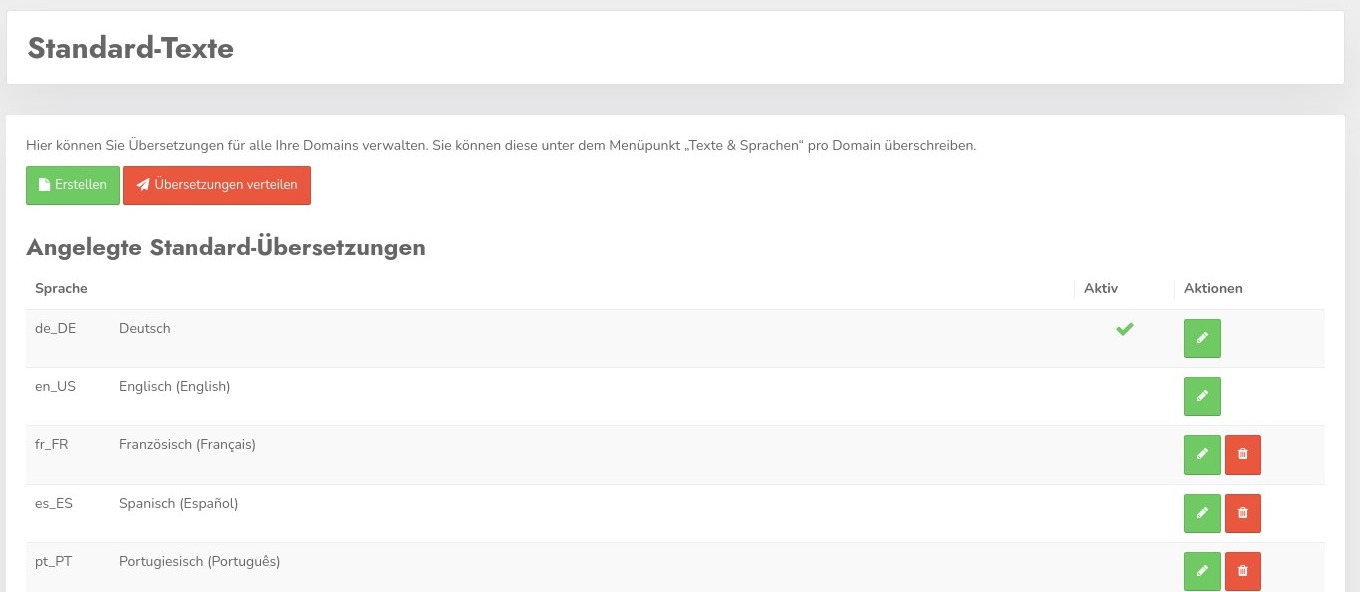 Standard-Texte
Hier können Sie Übersetzungen für alle Ihre Domains verwalten. Sie können diese unter dem Menüpunkt „Texte & Sprachen“ pro Domain überschreiben.
Erstellen Übersetzungen verteilen
Angelegte Standard-Übersetzungen
Sprache Aktiv Aktionen
de_DE Deutsch
en_US Englisch (English)
fr_FR Französisch (Français)
es_ES Spanisch (Español)
pt_PT Portugiesisch (Português)